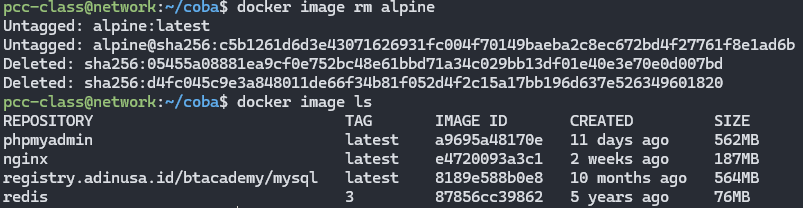 pcc-class@network:~/coba$ docker image rm alpine
Untagged: alpine:latest
Untagged: alpine@sha256:c5b1261d6d3e43071626931fc004f70149baeba2c8ec672bd4f27761f8e1ad6b
Deleted: sha256:05455a08881ea9cf0e752bc48e61bbd71a34c029bb13df01e40e3e70e0d007bd
Deleted: sha256:d4fc045c9e3a848011de66f34b81f052d4f2c15a17bb196d637e526349601820
pcc-class@network:~/coba$ docker image ls
REPOSITORY TAG IMAGE ID CREATED SIZE
phpmyadmin latest a9695a48170e 11 days ago 562MB
nginx latest e4720093a3c1 2 weeks ago 187MB
registry.adinusa.id/btacademy/mysql latest 8189e588b0e8 10 months ago 564MB
redis 3 87856cc39862 5 years ago 76MB